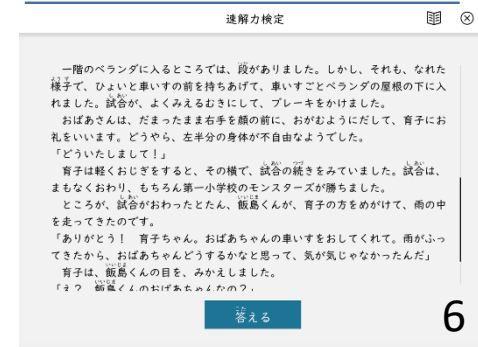 速解力検定
一階のベランダに入るところでは、段がありました。しかし、それも、なれた
様子で、ひょいと車いすの前を持ちあげて、車いすごとベランダの屋根の下に入
れました。試合が、よくみえるむきにして、ブレーキをかけました。
おばあさんは、だまったまま右手を顔の前に、おがむようにだして、育子にお
礼をいいます。どうやら、左半分の身体が不自由なようでした。
「どういたしまして！」
育子は軽くおじぎをすると、その横で、試合の続きをみていました。試合は、
まもなくおわり、もちろん第一小学校のモンスターズが勝ちました。
ところが、試合がおわったとたん、飯島くんが、育子の方をめがけて、雨の中
を走ってきたのです。
「ありがとう！　育子ちゃん。おばあちゃんの車いすをおしてくれて。雨がふっ
てきたから、おばあちゃんどうするかなと思って、気が気じゃなかったんだ」
育子は、飯島くんの目を、みかえしました。
「え？　飯島くんのおばあちゃんなの？」
答える
6